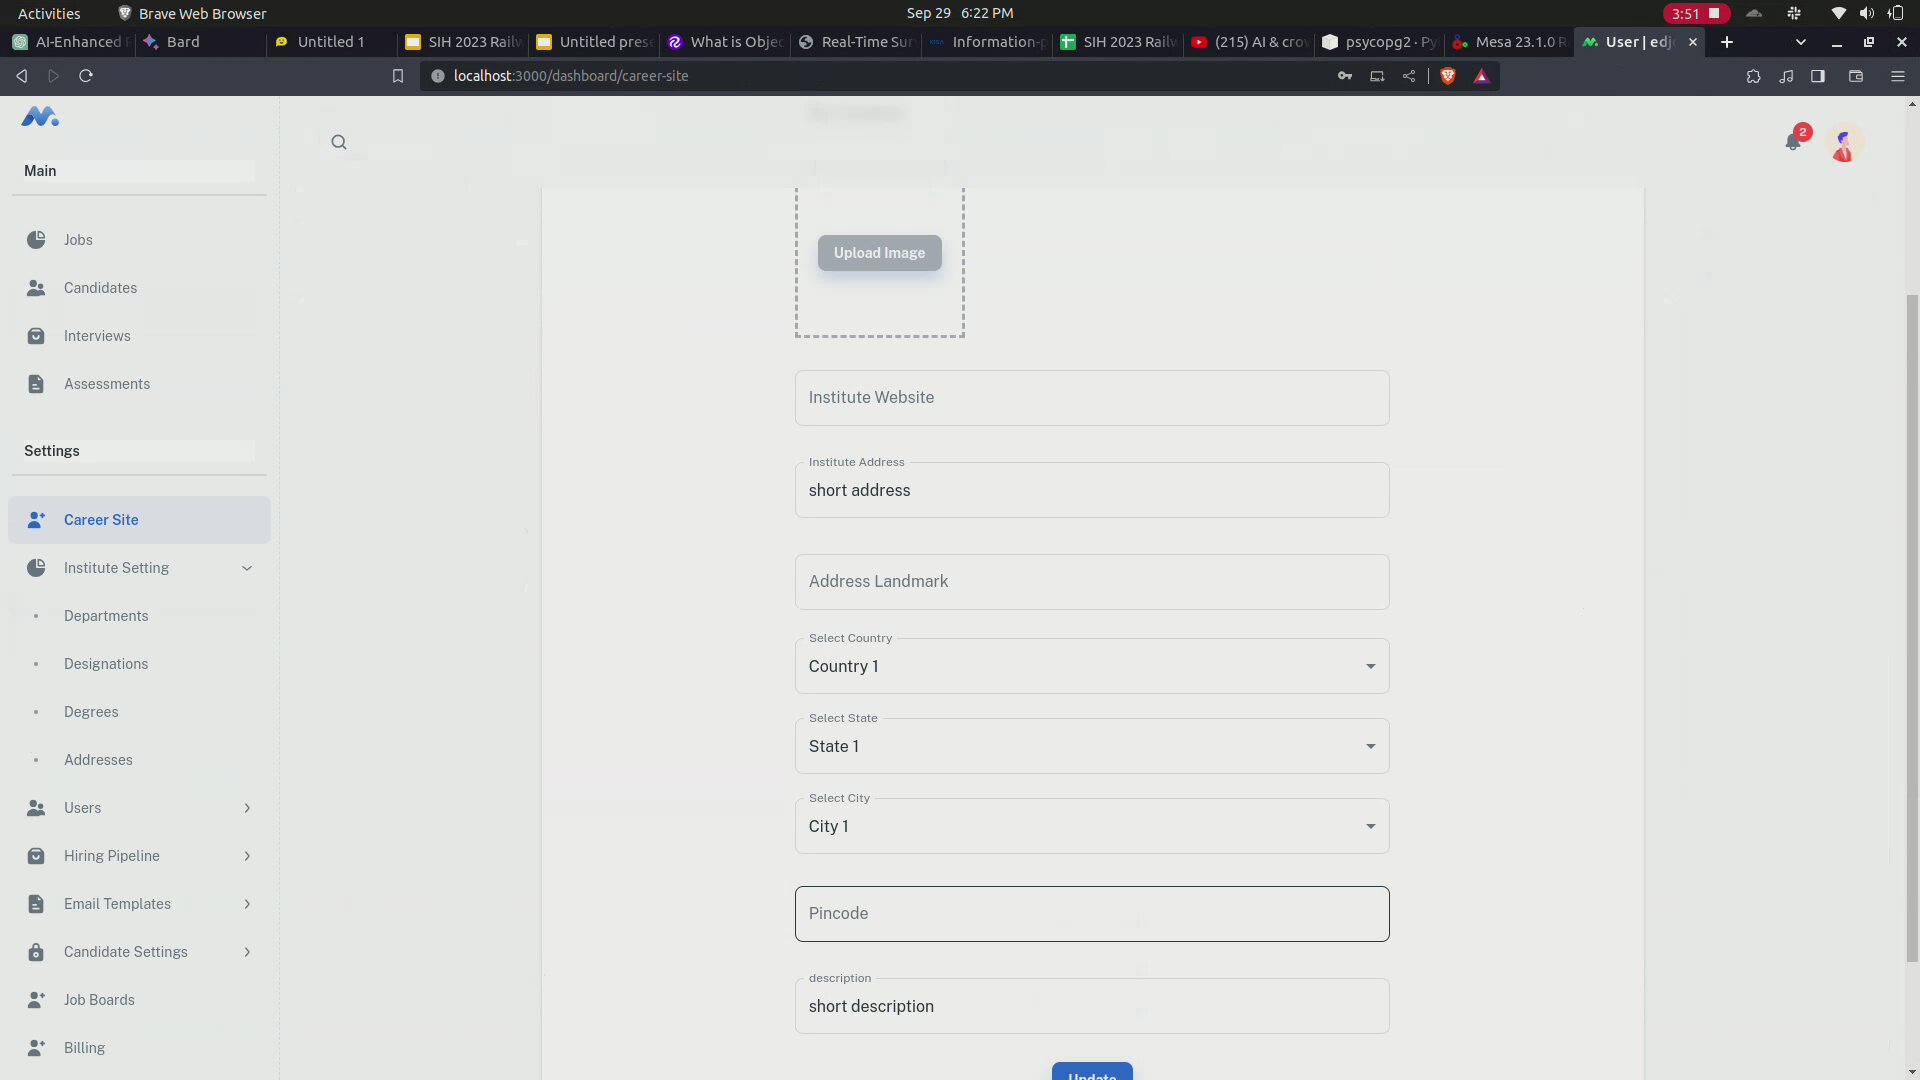 Activities
Brave Web Browser
Sep 29 6:22 PM
3:51
AI-Enhanced
Bard
Untitled 1
SIH 2023 Railw
Untitled prese
What is Objec
Real-Time Sur
Information-p
SIH 2023 Railw
(215) AI & crow
psycopg2 · Py
Mesa 23.1.0 R
User | edj
localhost:3000/dashboard/career-site
2
Main
Jobs
Candidates
Interviews
Assessments
Settings
Career Site
Institute Setting
Departments
Designations
Degrees
Addresses
Users
Hiring Pipeline
Email Templates
Candidate Settings
Job Boards
Billing
Upload Image
Institute Website
Institute Address
short address
Address Landmark
Select Country
Country 1
Select State
State 1
Select City
City 1
Pincode
description
short description
Update